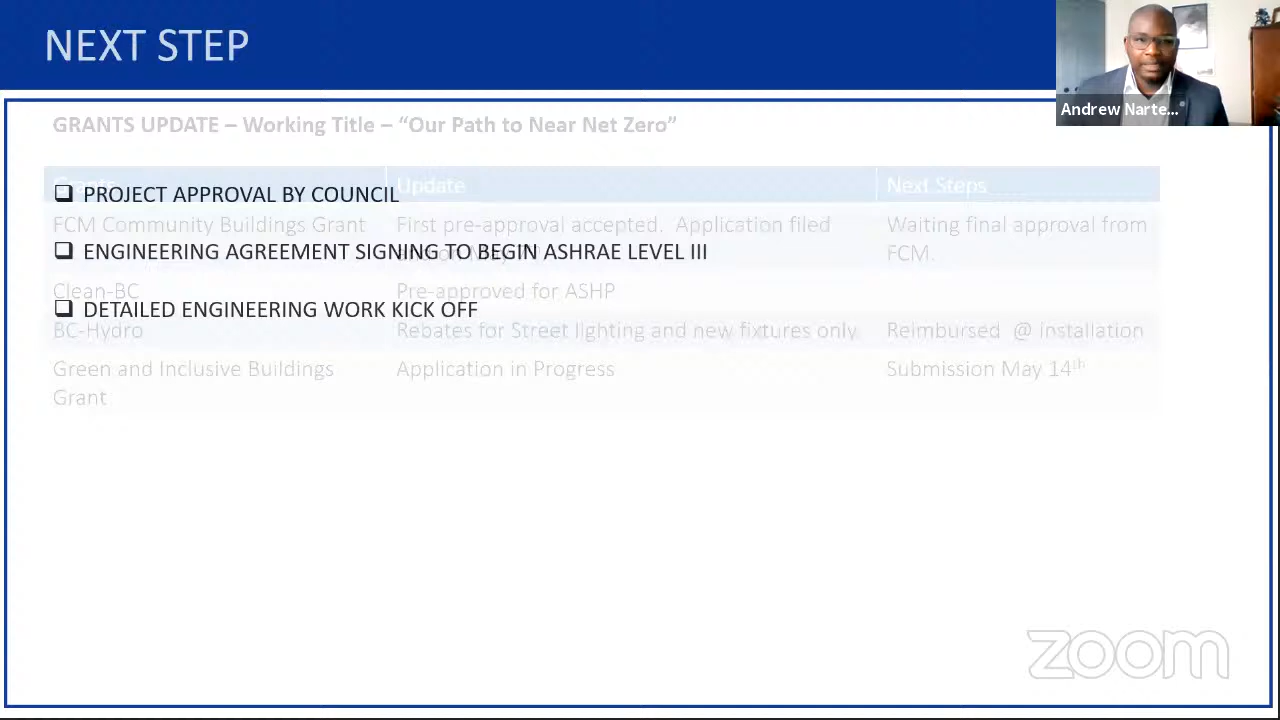 NEXT STEP
Andrew Narte...
GRANTS UPDATE – Working Title – “Our Path to Near Net Zero”
Update
Next Steps
❑ PROJECT APPROVAL BY COUNCIL
FCM Community Buildings Grant
First pre-approval accepted. Application filed
Waiting final approval from
FCM.
❑ ENGINEERING AGREEMENT SIGNING TO BEGIN ASHRAE LEVEL III
Clean-BC
Pre-approved for ASHP
❑ DETAILED ENGINEERING WORK KICK OFF
BC-Hydro
Rebates for Street lighting and new fixtures only
Reimbursed @ installation
Green and Inclusive Buildings
Grant
Application in Progress
Submission May 14th
zoom